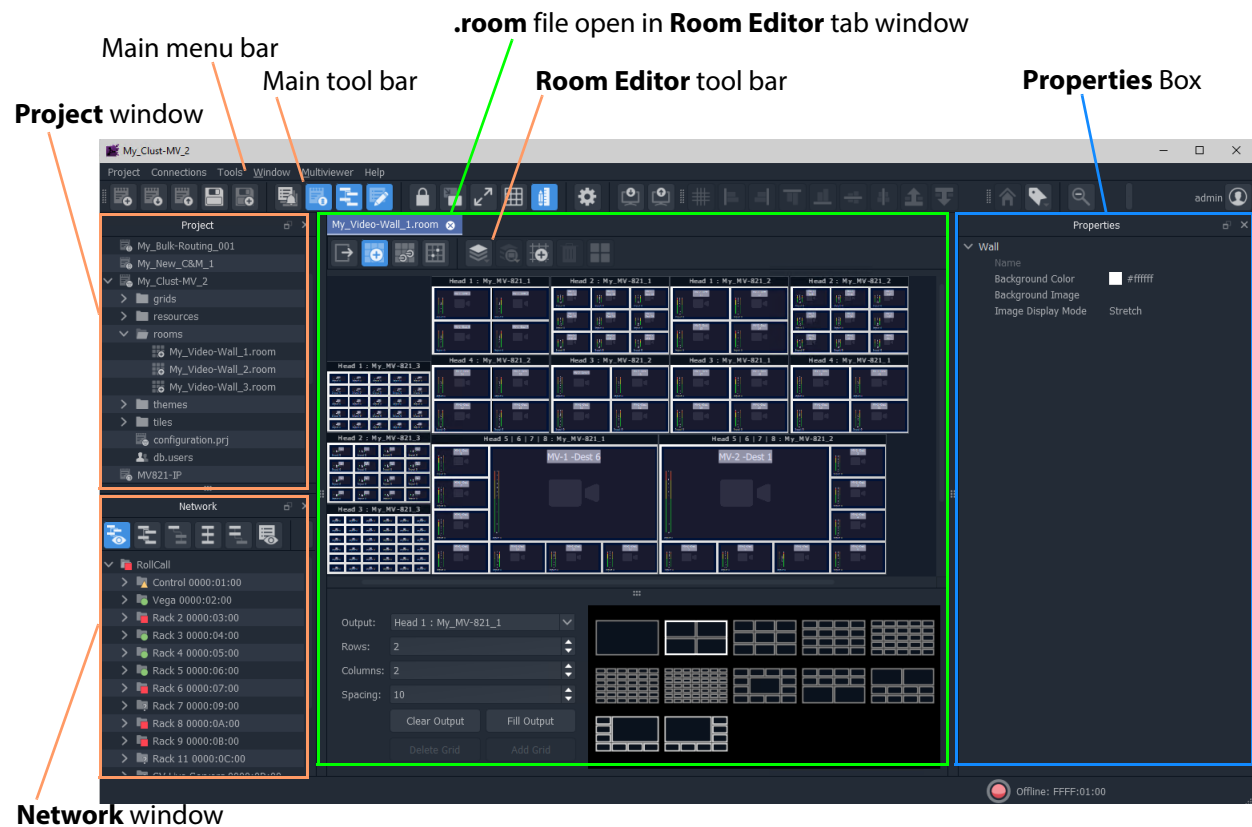 .room file open in Room Editor tab window
Main menu bar
Main tool bar
Room Editor tool bar
Properties Box
Project window
My_Clust-MV_2
Project Connections Tools Window Multiviewer Help
admin
Project
My_Bulk-Routing_001
My_New_C&M_1
My_Clust-MV_2
grids
resources
rooms
My_Video-Wall_1.room
My_Video-Wall_2.room
My_Video-Wall_3.room
themes
tiles
configuration.prj
db.users
MV821-IP
Network
RollCall
Control 0000:01:00
Vega 0000:02:00
Rack 2 0000:03:00
Rack 3 0000:04:00
Rack 4 0000:05:00
Rack 5 0000:06:00
Rack 6 0000:07:00
Rack 7 0000:09:00
Rack 8 0000:0A:00
Rack 9 0000:0B:00
Rack 11 0000:0C:00
My_Video-Wall_1.room
Head 1 : My_MV-821_1
Head 2 : My_MV-821_1
Head 1 : My_MV-821_2
Head 2 : My_MV-821_2
Head 1 : My_MV-821_3
Head 4 : My_MV-821_2
Head 3 : My_MV-821_2
Head 3 : My_MV-821_1
Head 4 : My_MV-821_1
Head 2 : My_MV-821_3
Head 5 | 6 | 7 | 8 : My_MV-821_1
Head 5 | 6 | 7 | 8 : My_MV-821_2
MV-1 -Dest 6
MV-2 -Dest 1
Head 3 : My_MV-821_3
Output: Head 1 : My_MV-821_1
Rows: 2
Columns: 2
Spacing: 10
Clear Output
Fill Output
Delete Grid
Add Grid
Properties
Wall
Name
Background Color #ffffff
Background Image
Image Display Mode Stretch
Offline: FFFF:01:00
Network window